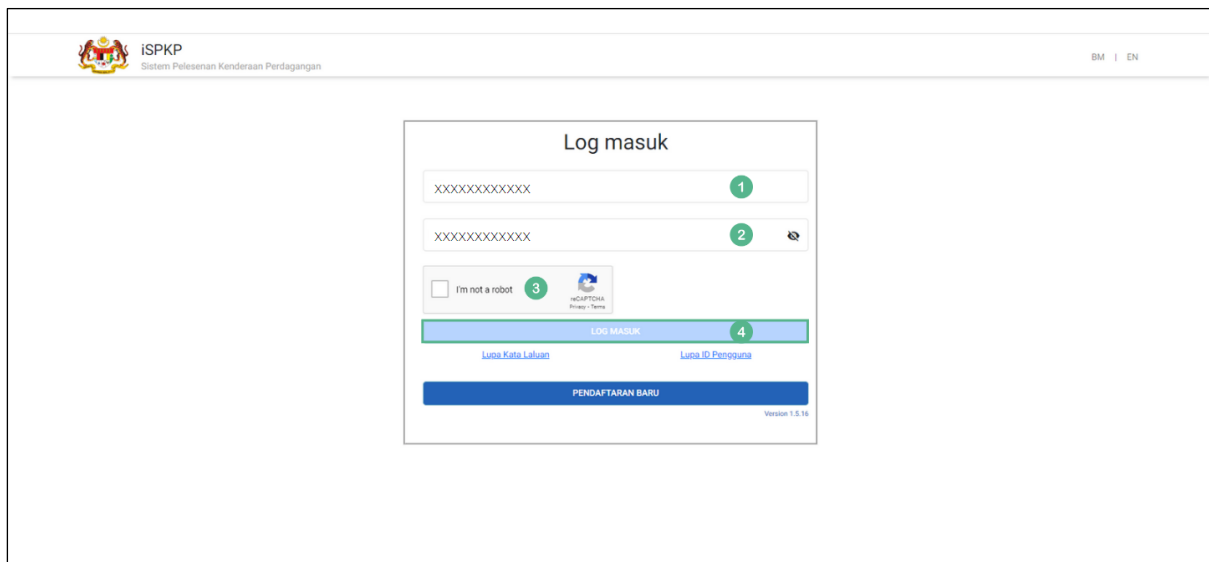 iSPKP
Sistem Pelesenan Kenderaan Perdagangan
BM | EN
Log masuk
XXXXXXXXXXXX 1
XXXXXXXXXXXX 2
I'm not a robot 3
reCAPTCHA
Privacy - Terms
LOG MASUK 4
Lupa Kata Laluan Lupa ID Pengguna
PENDAFTARAN BARU
Version 1.5.16